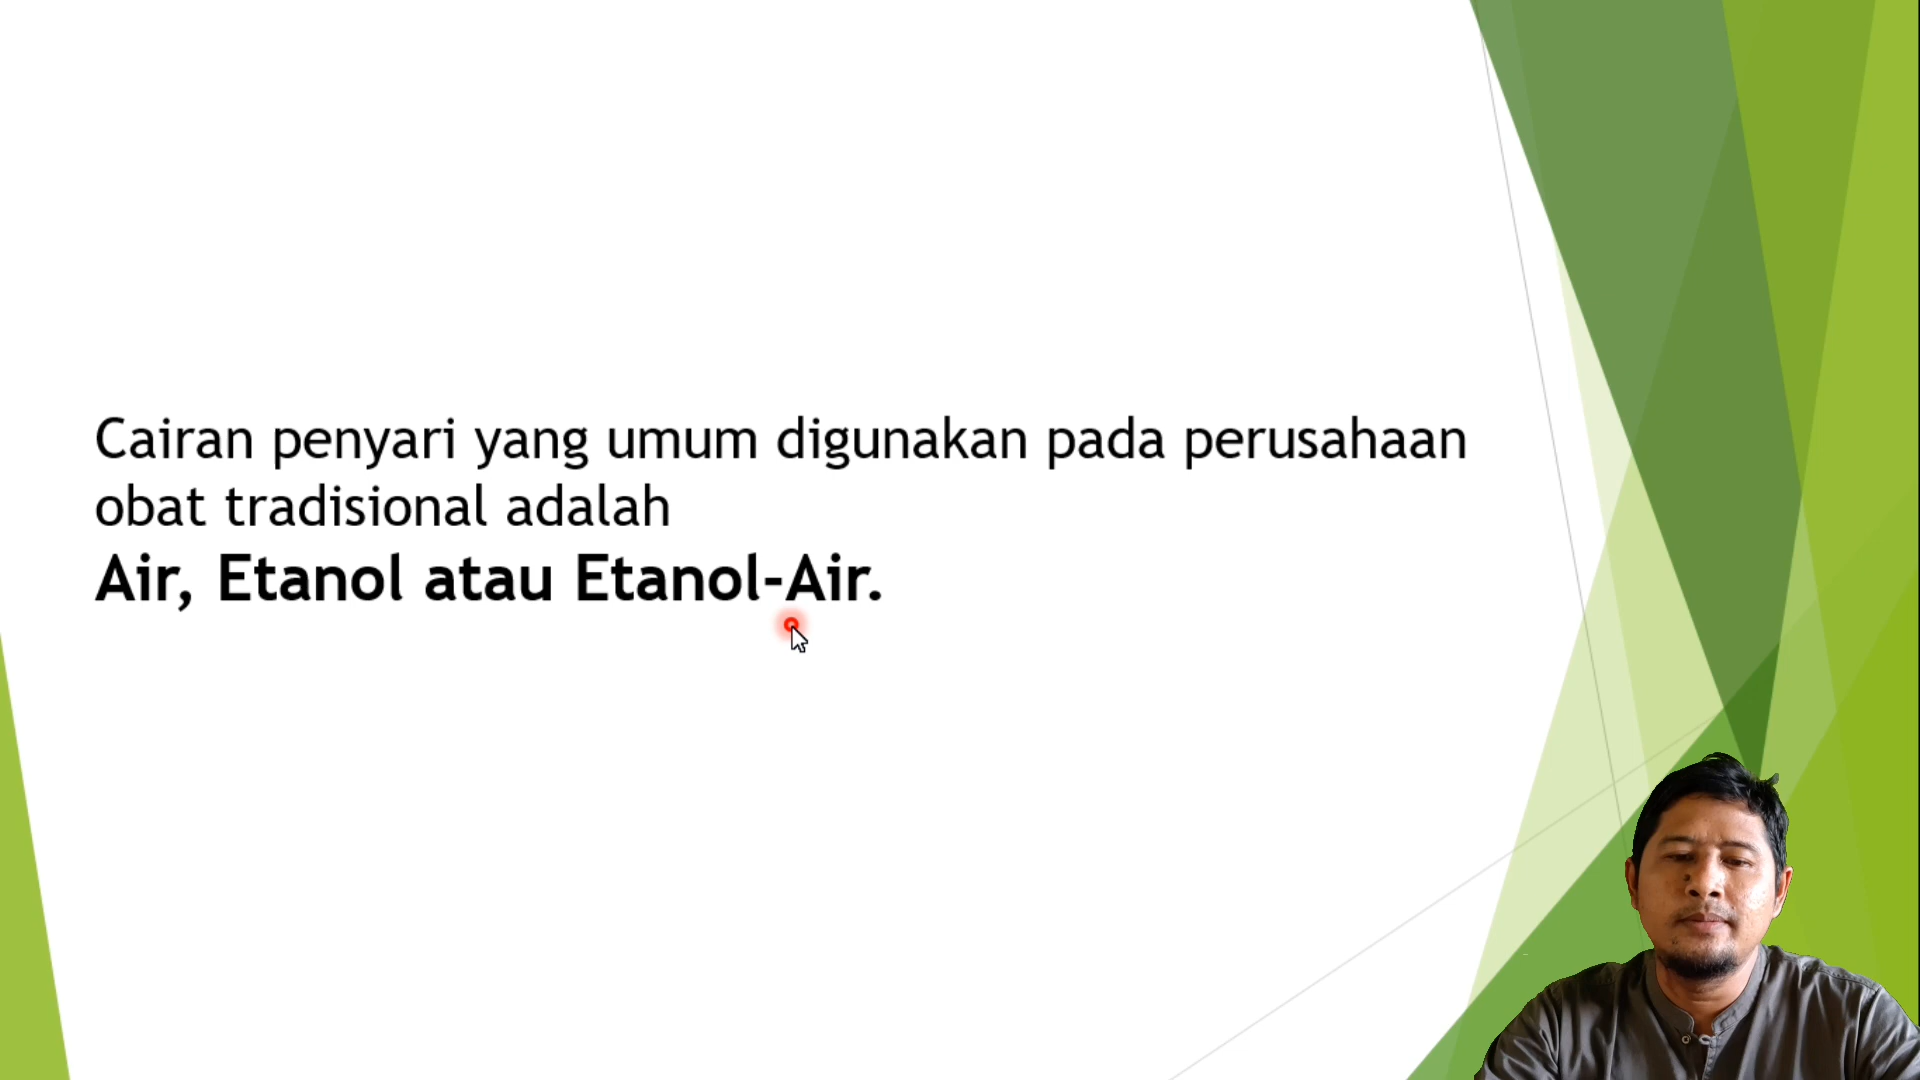 Cairan penyari yang umum digunakan pada perusahaan
obat tradisional adalah
Air, Etanol atau Etanol-Air.